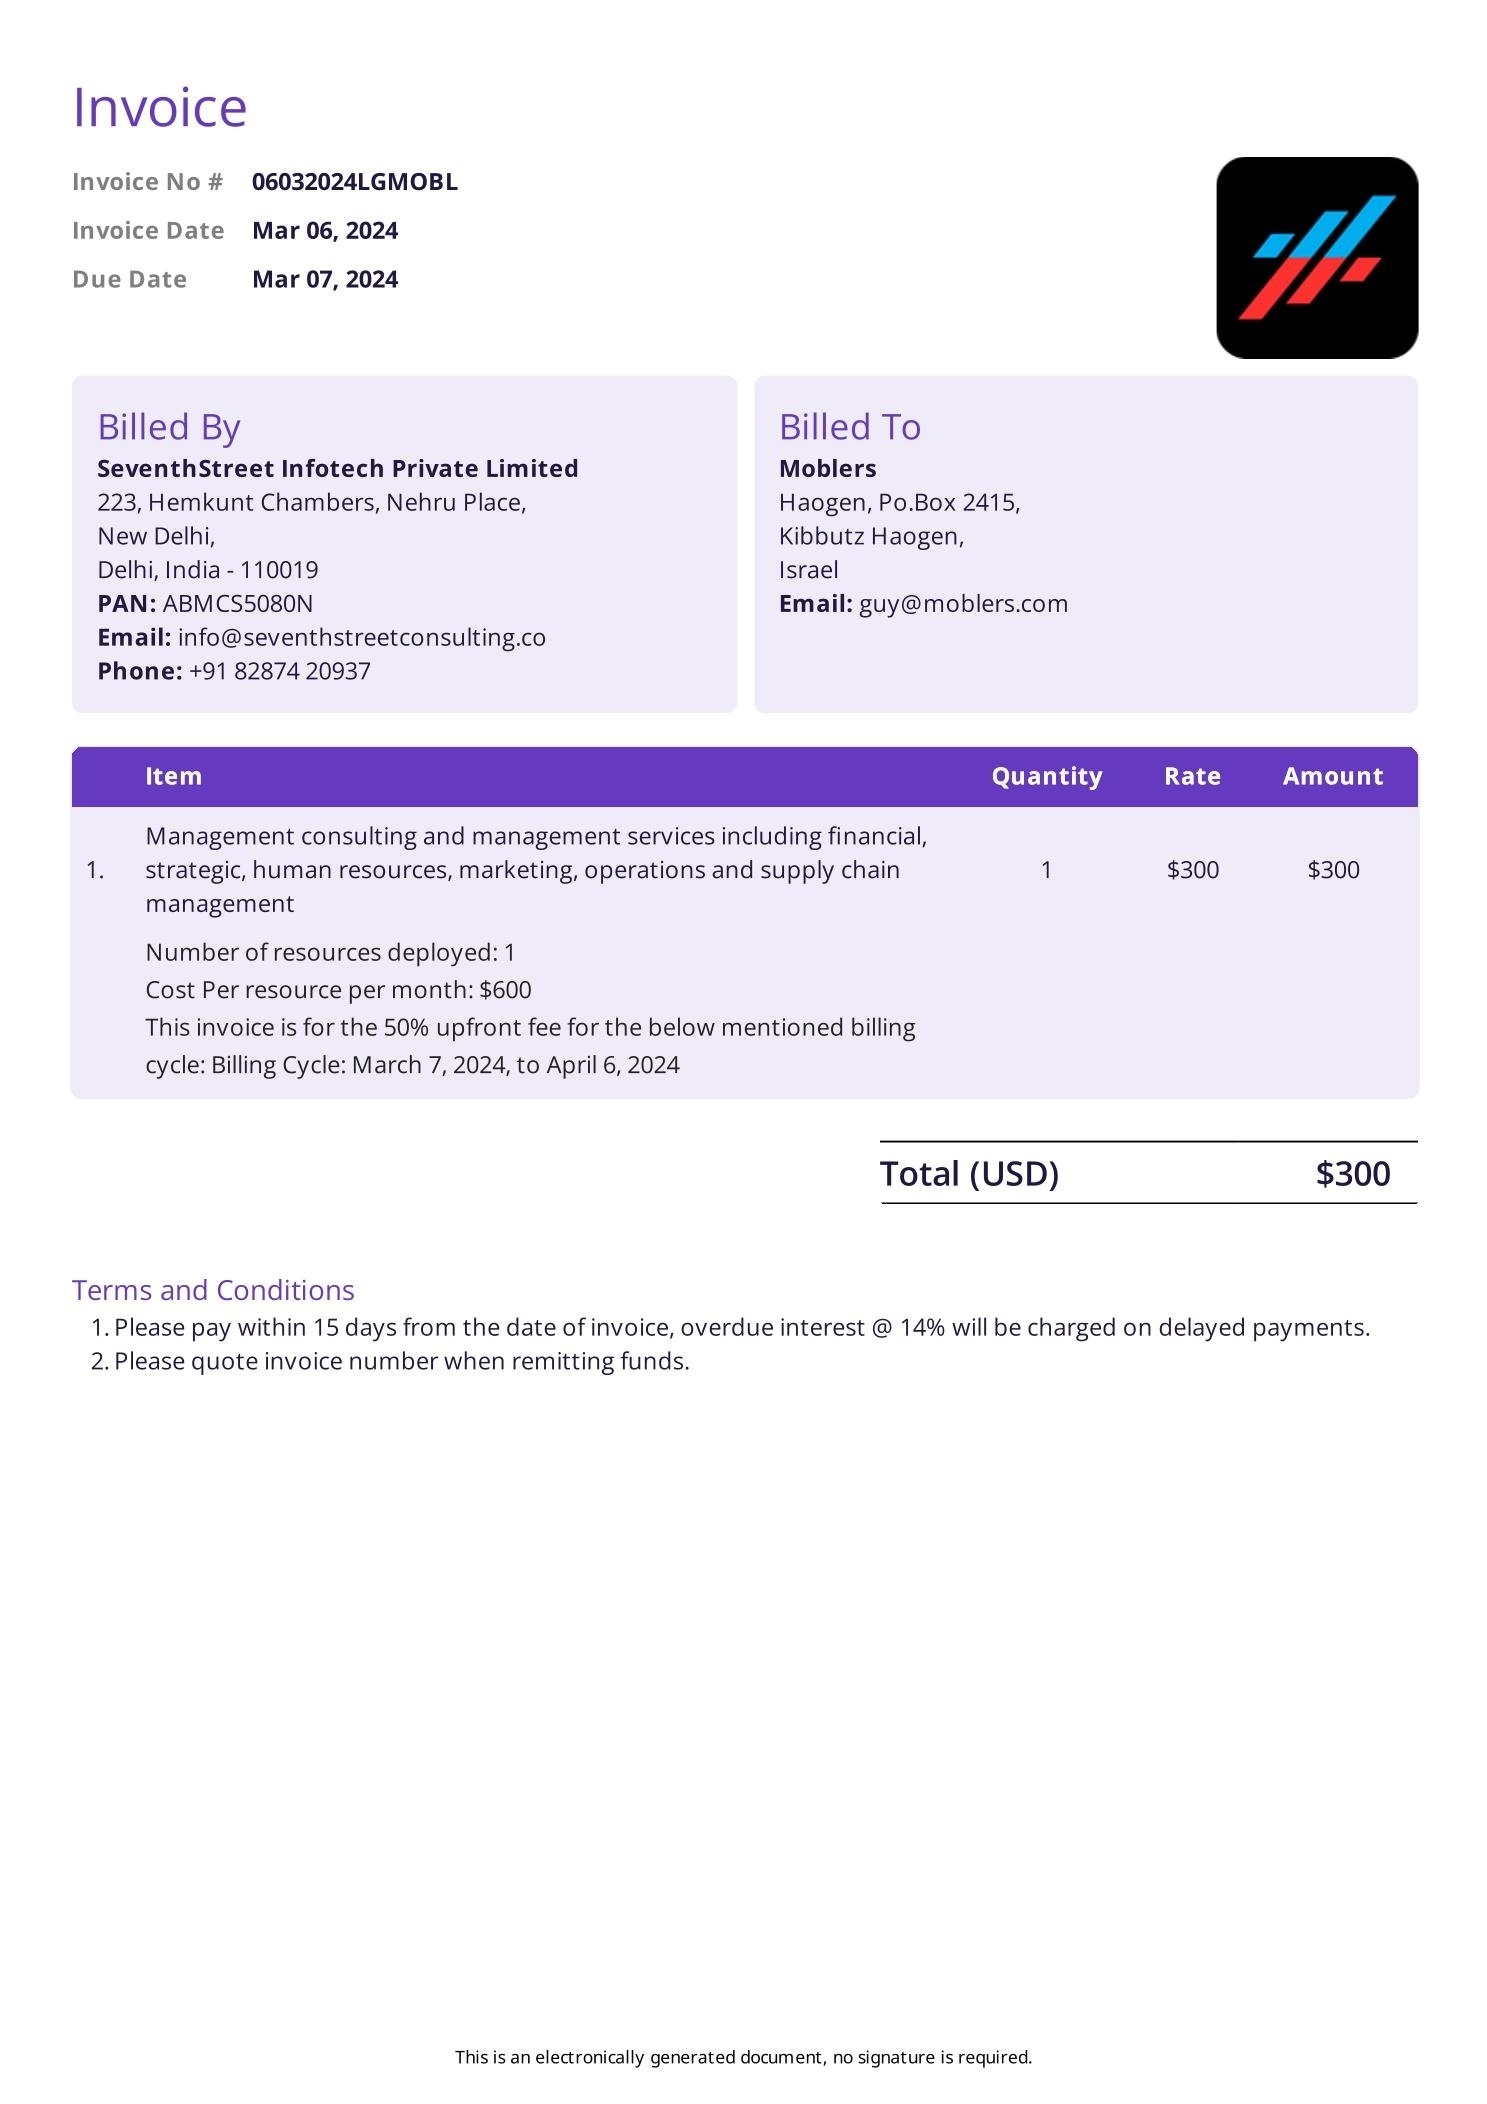 Invoice
Invoice No # 06032024LGMOBL
Invoice Date Mar 06, 2024
Due Date Mar 07, 2024
Billed By
SeventhStreet Infotech Private Limited
223, Hemkunt Chambers, Nehru Place,
New Delhi,
Delhi, India - 110019
PAN: ABMCS5080N
Email: info@seventhstreetconsulting.co
Phone: +91 82874 20937
Billed To
Moblers
Haogen, Po.Box 2415,
Kibbutz Haogen,
Israel
Email: guy@moblers.com
Item Quantity Rate Amount
Management consulting and management services including financial,
1. strategic, human resources, marketing, operations and supply chain 1 $300 $300
management
Number of resources deployed: 1
Cost Per resource per month: $600
This invoice is for the 50% upfront fee for the below mentioned billing
cycle: Billing Cycle: March 7, 2024, to April 6, 2024
Total (USD) $300
Terms and Conditions
1. Please pay within 15 days from the date of invoice, overdue interest @ 14% will be charged on delayed payments.
2. Please quote invoice number when remitting funds.
This is an electronically generated document, no signature is required.